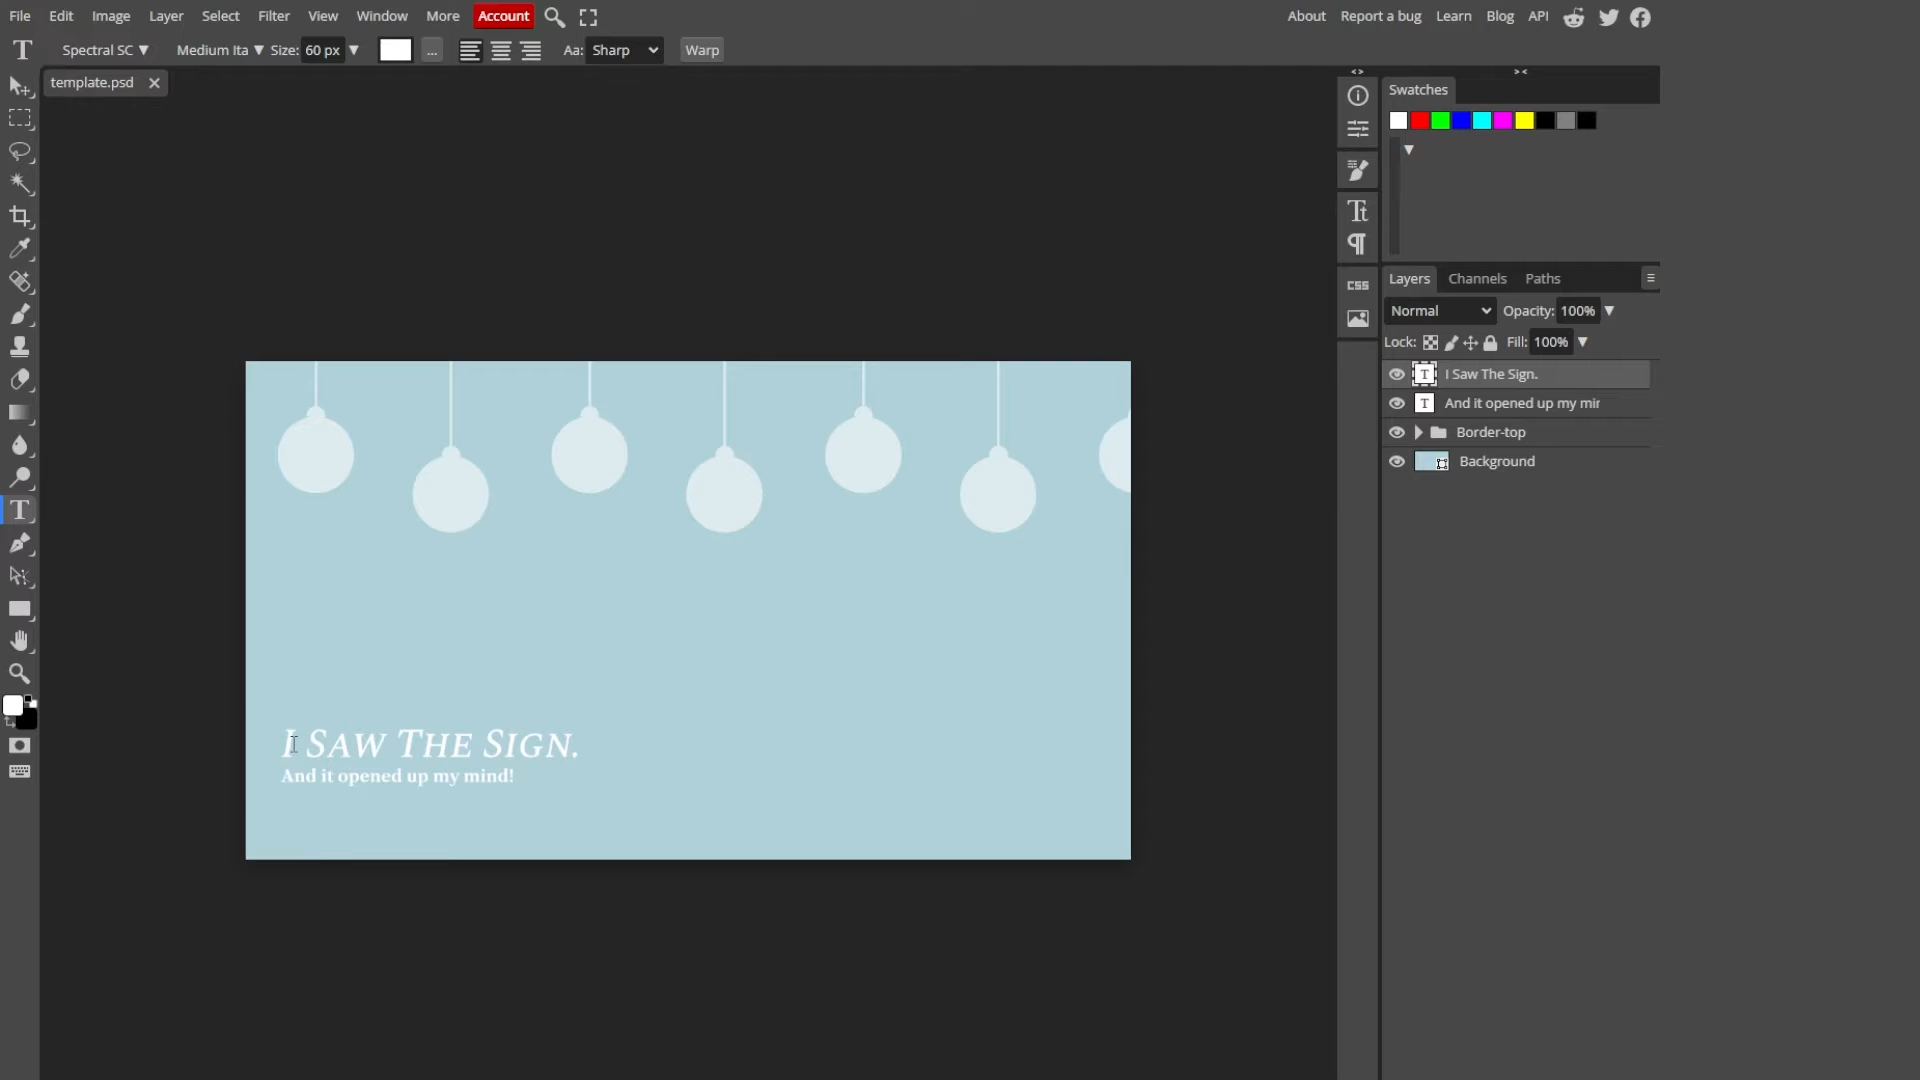 File Edit Image Layer Select Filter View Window More Account About Report a bug Learn Blog API
T Spectral SC Medium Ita Size: 60 px ... Aa: Sharp Warp
template.psd
Swatches
Tt
css
Layers Channels Paths
Normal Opacity: 100%
Lock: Fill: 100%
T I Saw The Sign.
T And it opened up my mir
Border-top
Background
T
I SAW THE SIGN.
And it opened up my mind!